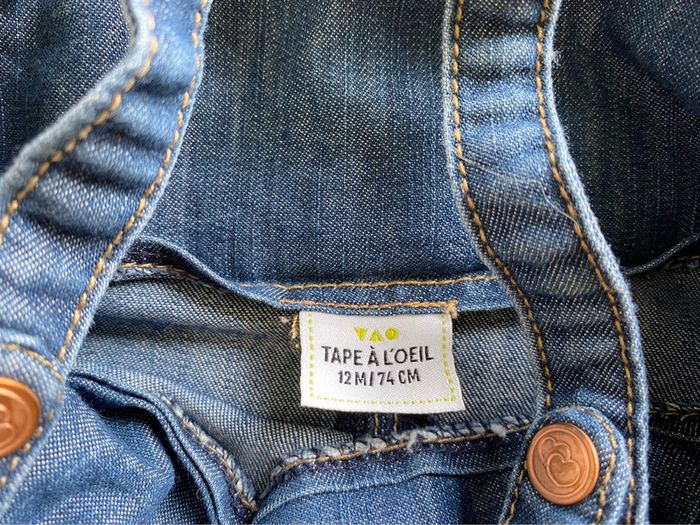 TAO
TAPE À L'OEIL
12 M / 74 CM